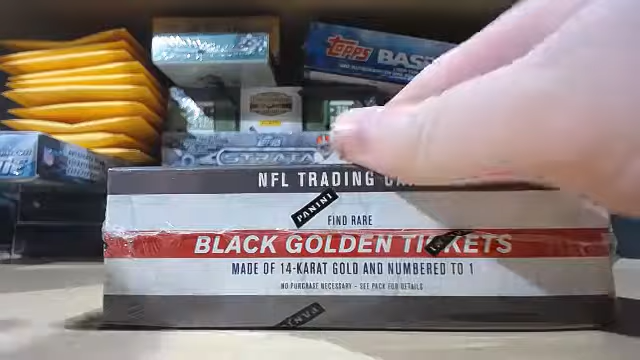 Topps BASE
STRATA
NFL TRADING CA
PANINI
FIND RARE
BLACK GOLDEN TICKETS
MADE OF 14-KARAT GOLD AND NUMBERED TO 1
NO PURCHASE NECESSARY - SEE PACK FOR DETAILS
PANINI